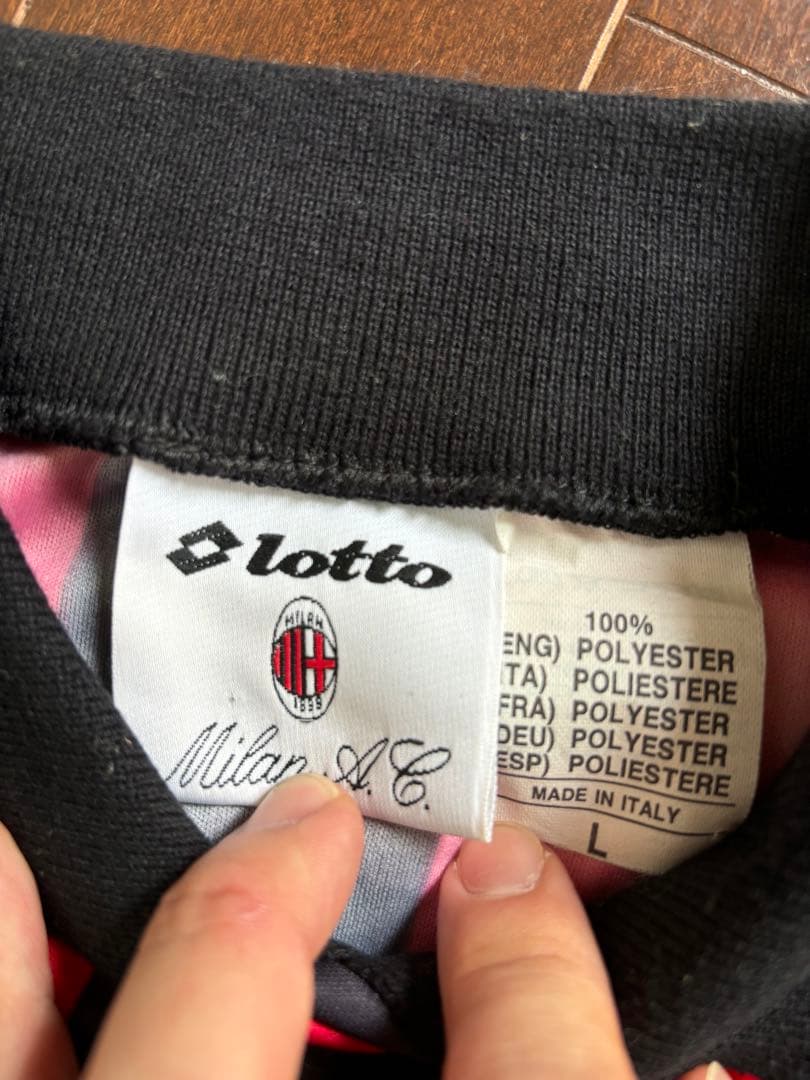 lotto
MILAN
1899
Milan A.C.
100%
ENG) POLYESTER
ITA) POLIESTERE
FRA) POLYESTER
DEU) POLYESTER
ESP) POLIESTERE
MADE IN ITALY
L